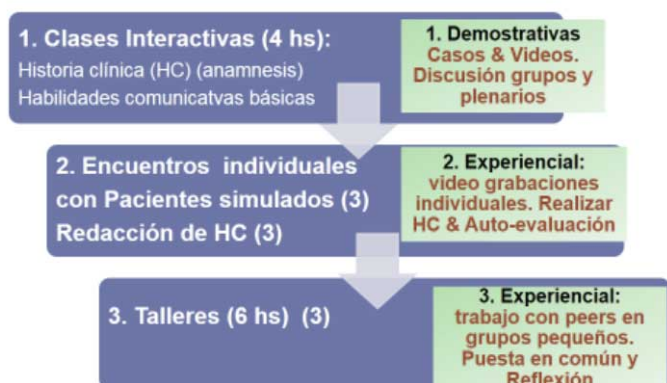 1. Clases Interactivas (4 hs):
Historia clínica (HC) (anamnesis)
Habilidades comunicatvas básicas
1. Demostrativas
Casos & Videos.
Discusión grupos y
plenarios
2. Encuentros individuales
con Pacientes simulados (3)
Redacción de HC (3)
2. Experiencial:
video grabaciones
individuales. Realizar
HC & Auto-evaluación
3. Talleres (6 hs) (3)
3. Experiencial:
trabajo con peers en
grupos pequeños.
Puesta en común y
Reflexión